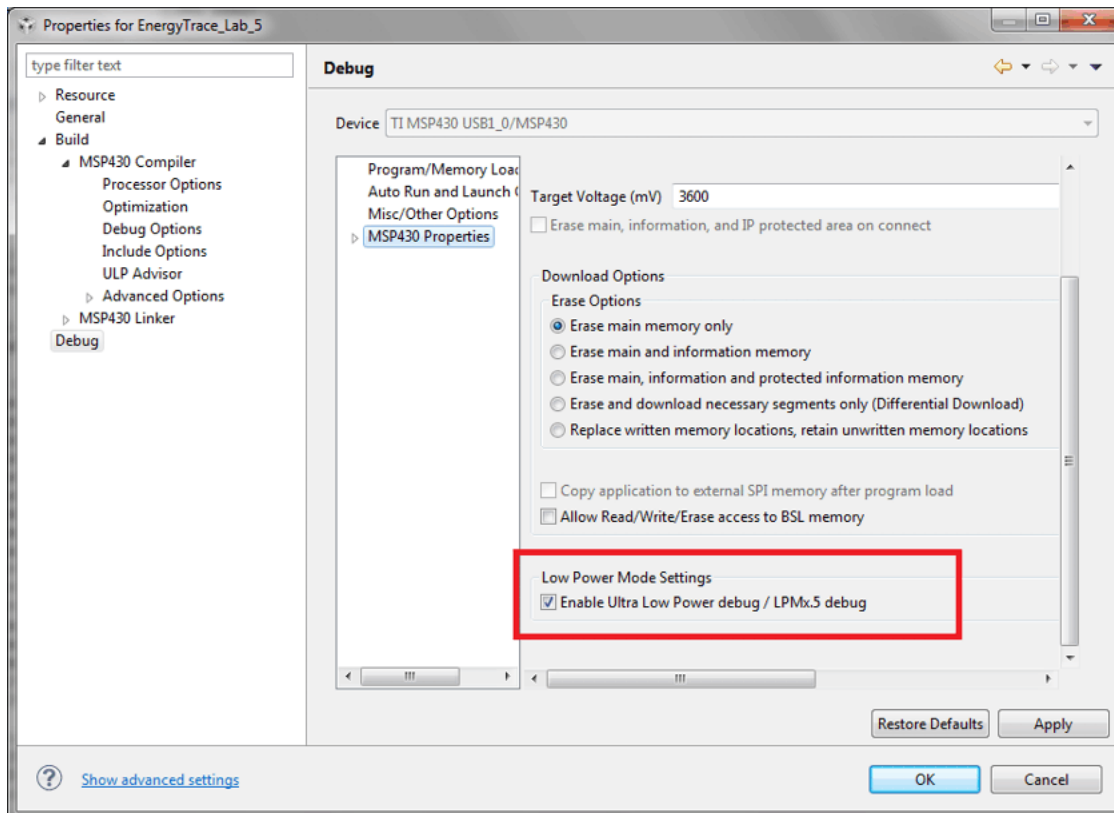 Properties for EnergyTrace_Lab_5
type filter text
Resource
General
Build
MSP430 Compiler
Processor Options
Optimization
Debug Options
Include Options
ULP Advisor
Advanced Options
MSP430 Linker
Debug
Debug
Device TI MSP430 USB1_0/MSP430
Program/Memory Load
Auto Run and Launch
Misc/Other Options
MSP430 Properties
Target Voltage (mV) 3600
Erase main, information, and IP protected area on connect
Download Options
Erase Options
Erase main memory only
Erase main and information memory
Erase main, information and protected information memory
Erase and download necessary segments only (Differential Download)
Replace written memory locations, retain unwritten memory locations
Copy application to external SPI memory after program load
Allow Read/Write/Erase access to BSL memory
Low Power Mode Settings
Enable Ultra Low Power debug / LPMx.5 debug
Restore Defaults Apply
? Show advanced settings OK Cancel